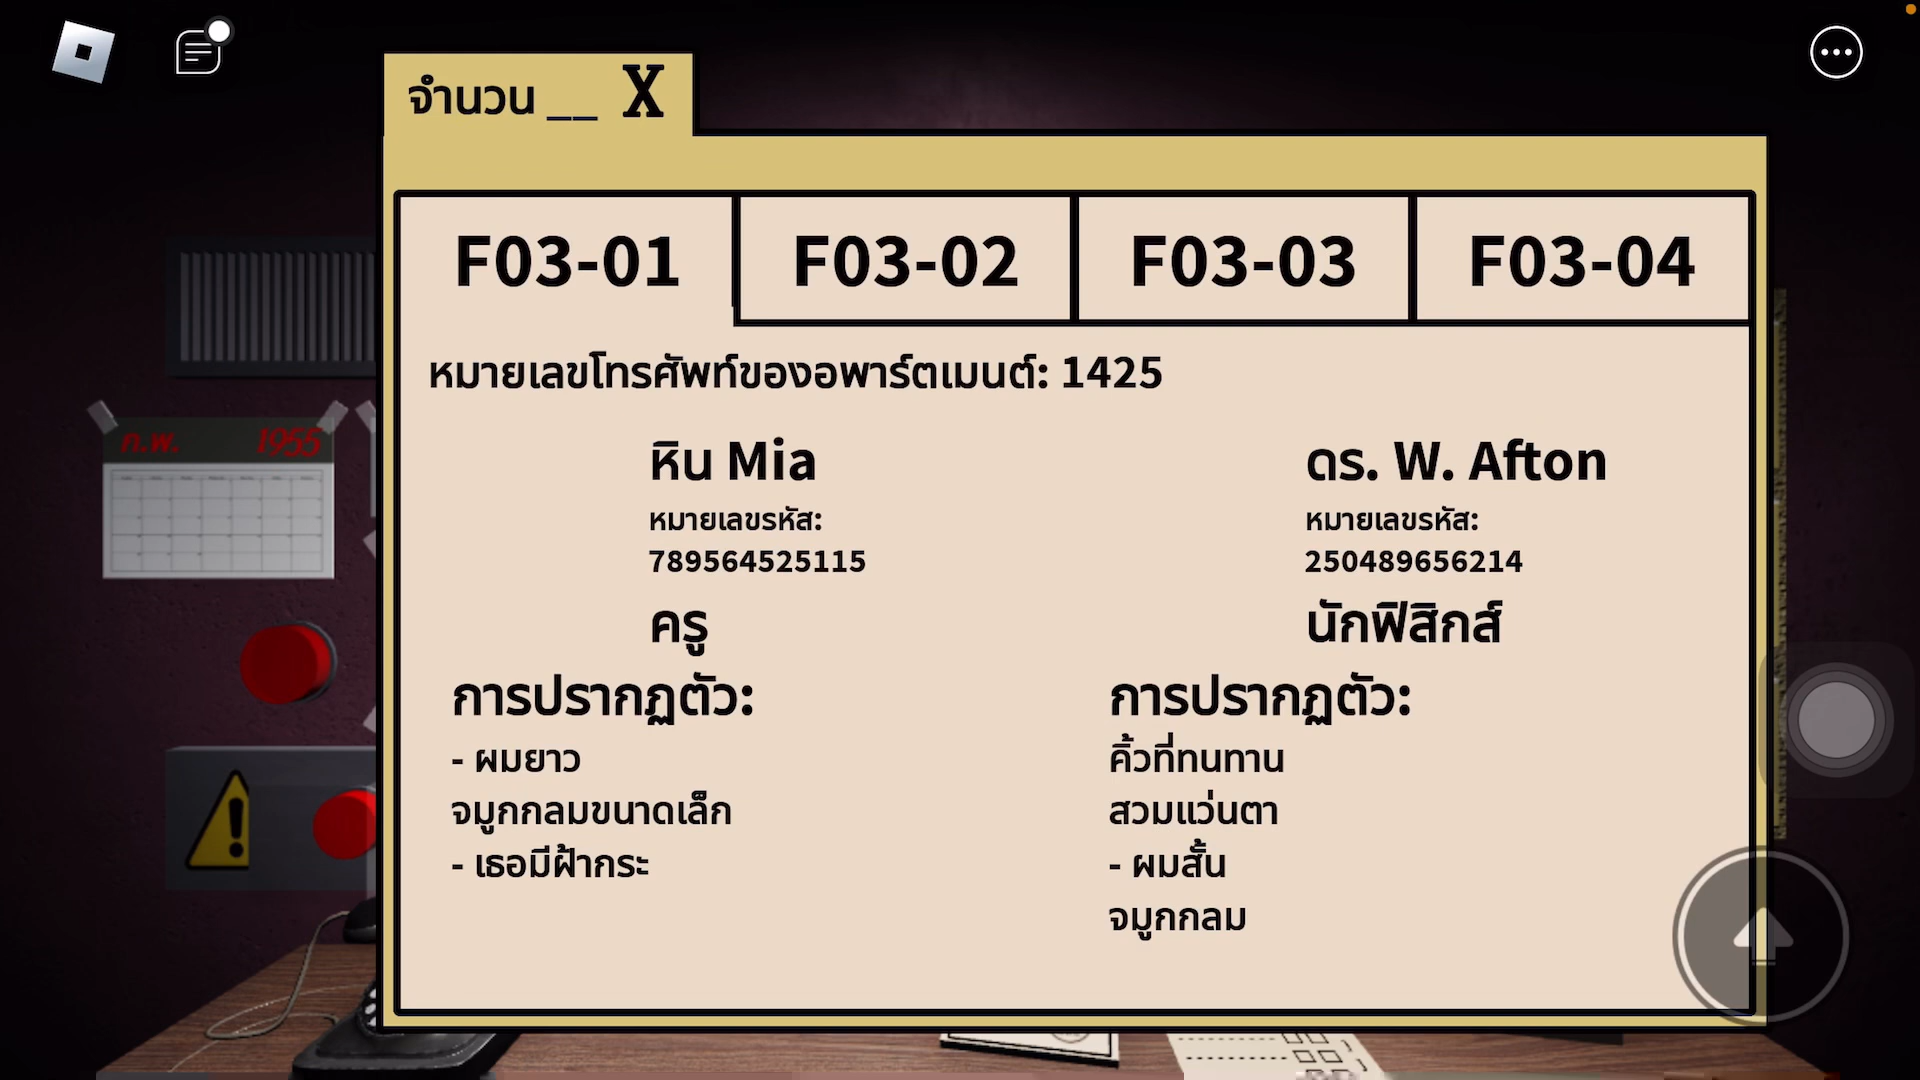 จำนวน __ X
F03-01 F03-02 F03-03 F03-04
หมายเลขโทรศัพท์ของอพาร์ตเมนต์: 1425
หิน Mia
หมายเลขรหัส:
789564525115
ครู
การปรากฏตัว:
- ผมยาว
จมูกกลมขนาดเล็ก
- เธอมีฝ้ากระ
ดร. W. Afton
หมายเลขรหัส:
250489656214
นักฟิสิกส์
การปรากฏตัว:
คิ้วที่ทนทาน
สวมแว่นตา
- ผมสั้น
จมูกกลม
ก.พ. 1955